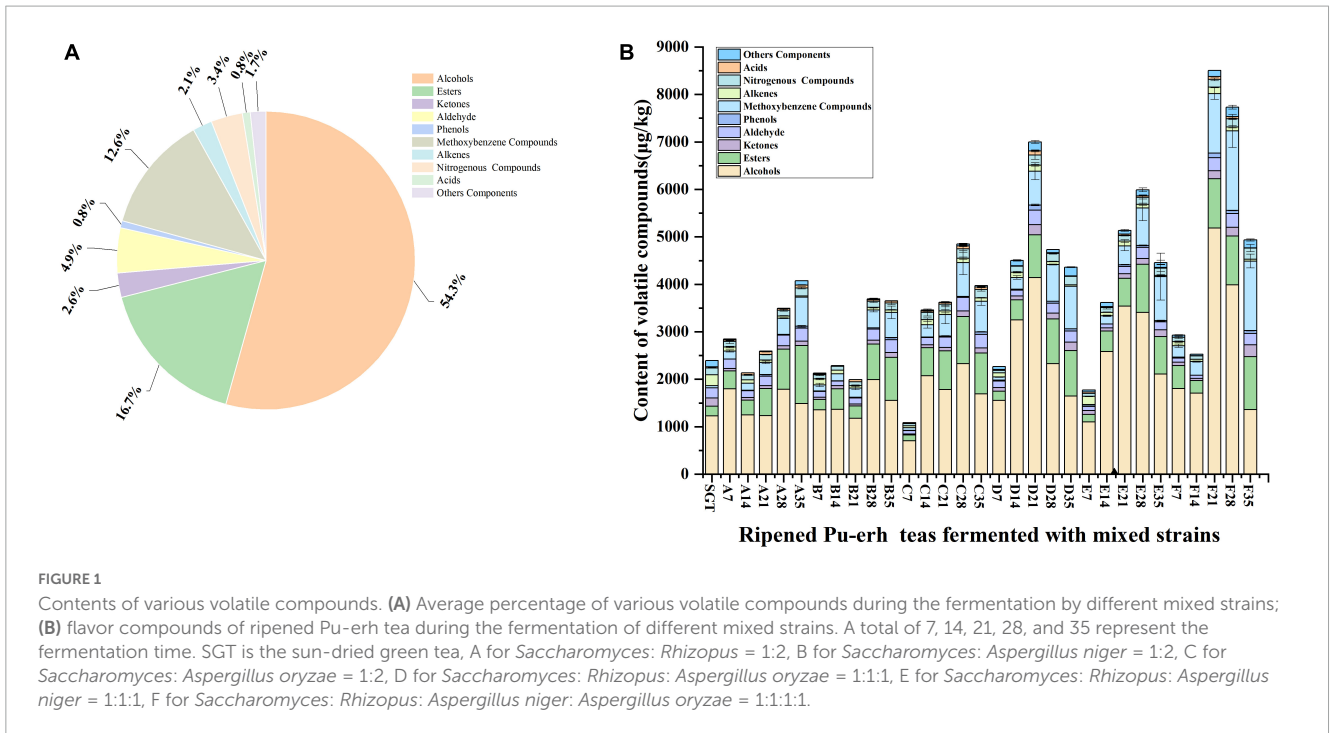 A
54.3%
16.7%
2.6%
4.9%
0.8%
12.6%
2.1%
3.4%
0.8%
1.7%
Alcohols
Esters
Ketones
Aldehyde
Phenols
Methoxybenzene Compounds
Alkenes
Nitrogenous Compounds
Acids
Others Components
B
Content of volatile compounds(μg/kg)
9000
8000
7000
6000
5000
4000
3000
2000
1000
0
Others Components
Acids
Nitrogenous Compounds
Alkenes
Methoxybenzene Compounds
Phenols
Aldehyde
Ketones
Esters
Alcohols
SGT
A7
A14
A21
A28
A35
B7
B14
B21
B28
B35
C7
C14
C21
C28
C35
D7
D14
D21
D28
D35
E7
E14
E21
E28
E35
F7
F14
F21
F28
F35
Ripened Pu-erh teas fermented with mixed strains
FIGURE 1
Contents of various volatile compounds. (A) Average percentage of various volatile compounds during the fermentation by different mixed strains;
(B) flavor compounds of ripened Pu-erh tea during the fermentation of different mixed strains. A total of 7, 14, 21, 28, and 35 represent the
fermentation time. SGT is the sun-dried green tea, A for Saccharomyces: Rhizopus = 1:2, B for Saccharomyces: Aspergillus niger = 1:2, C for
Saccharomyces: Aspergillus oryzae = 1:2, D for Saccharomyces: Rhizopus: Aspergillus oryzae = 1:1:1, E for Saccharomyces: Rhizopus: Aspergillus
niger = 1:1:1, F for Saccharomyces: Rhizopus: Aspergillus niger: Aspergillus oryzae = 1:1:1:1.